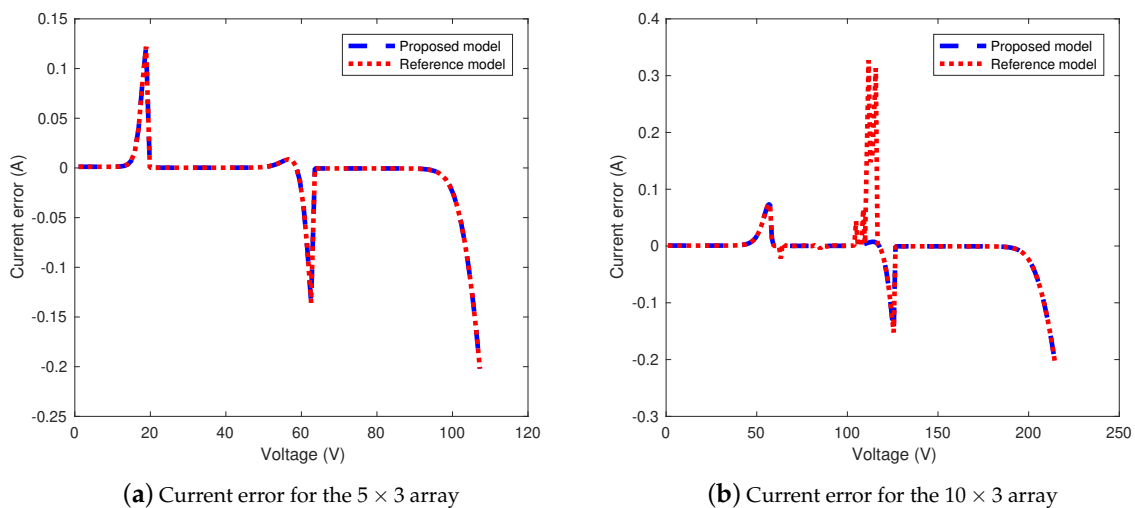 0.15
0.1
0.05
0
-0.05
-0.1
-0.15
-0.2
-0.25
Current error (A)
Proposed model
Reference model
0 20 40 60 80 100 120
Voltage (V)
(a) Current error for the 5 × 3 array
0.4
0.3
0.2
0.1
0
-0.1
-0.2
-0.3
Current error (A)
Proposed model
Reference model
0 50 100 150 200 250
Voltage (V)
(b) Current error for the 10 × 3 array